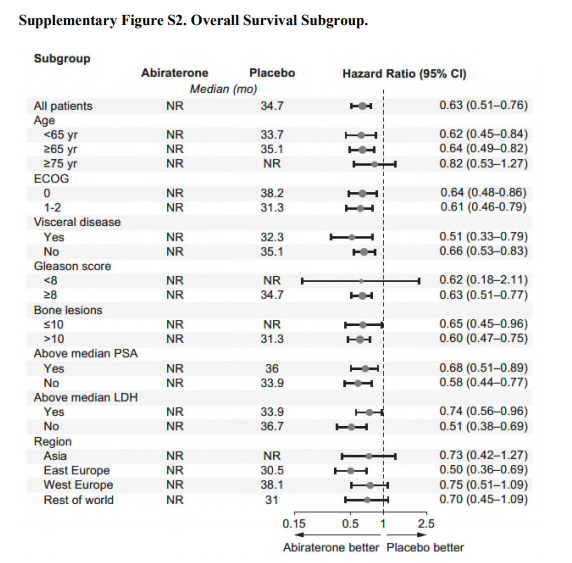 Supplementary Figure S2. Overall Survival Subgroup.
Subgroup
Abiraterone Placebo Hazard Ratio (95% CI)
Median (mo)
All patients NR 34.7 0.63 (0.51–0.76)
Age
<65 yr NR 33.7 0.62 (0.45–0.84)
≥65 yr NR 35.1 0.64 (0.49–0.82)
≥75 yr NR NR 0.82 (0.53–1.27)
ECOG
0 NR 38.2 0.64 (0.48-0.86)
1-2 NR 31.3 0.61 (0.46-0.79)
Visceral disease
Yes NR 32.3 0.51 (0.33–0.79)
No NR 35.1 0.66 (0.53–0.83)
Gleason score
<8 NR NR 0.62 (0.18–2.11)
≥8 NR 34.7 0.63 (0.51–0.77)
Bone lesions
≤10 NR NR 0.65 (0.45–0.96)
>10 NR 31.3 0.60 (0.47–0.75)
Above median PSA
Yes NR 36 0.68 (0.51–0.89)
No NR 33.9 0.58 (0.44–0.77)
Above median LDH
Yes NR 33.9 0.74 (0.56–0.96)
No NR 36.7 0.51 (0.38–0.69)
Region
Asia NR NR 0.73 (0.42–1.27)
East Europe NR 30.5 0.50 (0.36–0.69)
West Europe NR 38.1 0.75 (0.51–1.09)
Rest of world NR 31 0.70 (0.45–1.09)
0.15 0.5 1 2.5
Abiraterone better Placebo better